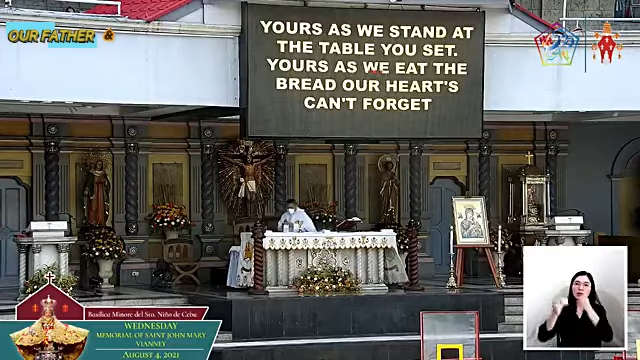 OUR FATHER &
YOURS AS WE STAND AT
THE TABLE YOU SET.
YOURS AS WE EAT THE
BREAD OUR HEART'S
CAN'T FORGET
Basilica Minore del Sto. Niño de Cebu
WEDNESDAY
MEMORIAL OF SAINT JOHN MARY
VIANNEY
AUGUST 4, 2021